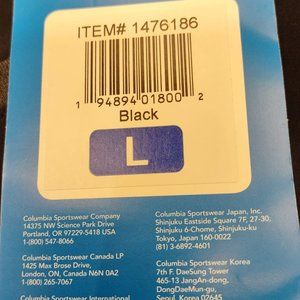 ITEM# 1476186
1 94894 01800 2
Black
L
Columbia Sportswear Company
14375 NW Science Park Drive
Portland, OR 97229-5418 USA
1-(800) 547-8066
Columbia Sportswear Canada LP
1425 Max Brose Drive,
London, ON, Canada N6N 0A2
1-(800) 265-7067
Columbia Sportswear International
Columbia Sportswear Japan, Inc.
Shinjuku Eastside Square 7F, 27-30,
Shinjuku 6-Chome, Shinjuku-ku
Tokyo, Japan 160-0022
(81) 3-6892-4601
Columbia Sportswear Korea
7th F. DaeSung Tower
465-13 JangAn-dong,
DongDaeMun-gu,
Seoul, Korea 02645